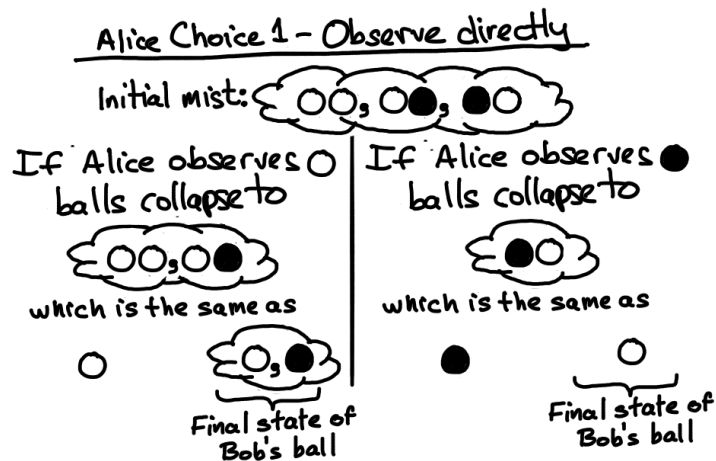 Alice Choice 1 - Observe directly
Initial mist:
, ,
If Alice observes
balls collapse to
,
which is the same as
,
Final state of
Bob's ball
If Alice observes
balls collapse to
which is the same as
Final state of
Bob's ball